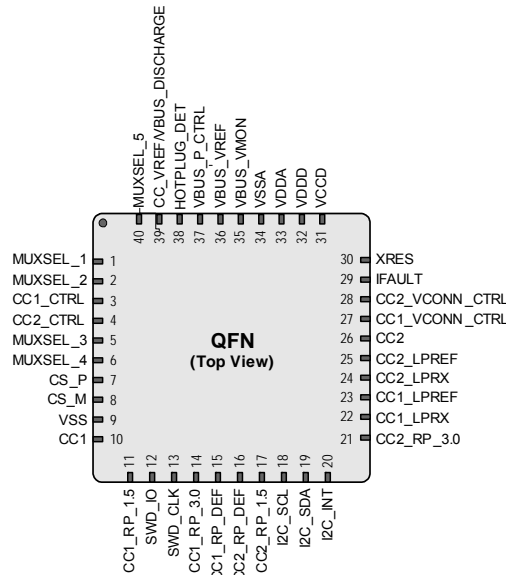 MUXSEL_5
CC_VREF/VBUS_DISCHARGE
HOTPLUG_DET
VBUS_P_CTRL
VBUS_VREF
VBUS_VMON
VSSA
VDDA
VDDD
VCCD
40 39 38 37 36 35 34 33 32 31
MUXSEL_1 1
MUXSEL_2 2
CC1_CTRL 3
CC2_CTRL 4
MUXSEL_3 5
MUXSEL_4 6
CS_P 7
CS_M 8
VSS 9
CC1 10
QFN
(Top View)
30 XRES
29 IFAULT
28 CC2_VCONN_CTRL
27 CC1_VCONN_CTRL
26 CC2
25 CC2_LPREF
24 CC2_LPRX
23 CC1_LPREF
22 CC1_LPRX
21 CC2_RP_3.0
11 12 13 14 15 16 17 18 19 20
CC1_RP_1.5
SWD_IO
SWD_CLK
CC1_RP_3.0
CC1_RP_DEF
CC2_RP_DEF
CC2_RP_1.5
I2C_SCL
I2C_SDA
I2C_INT